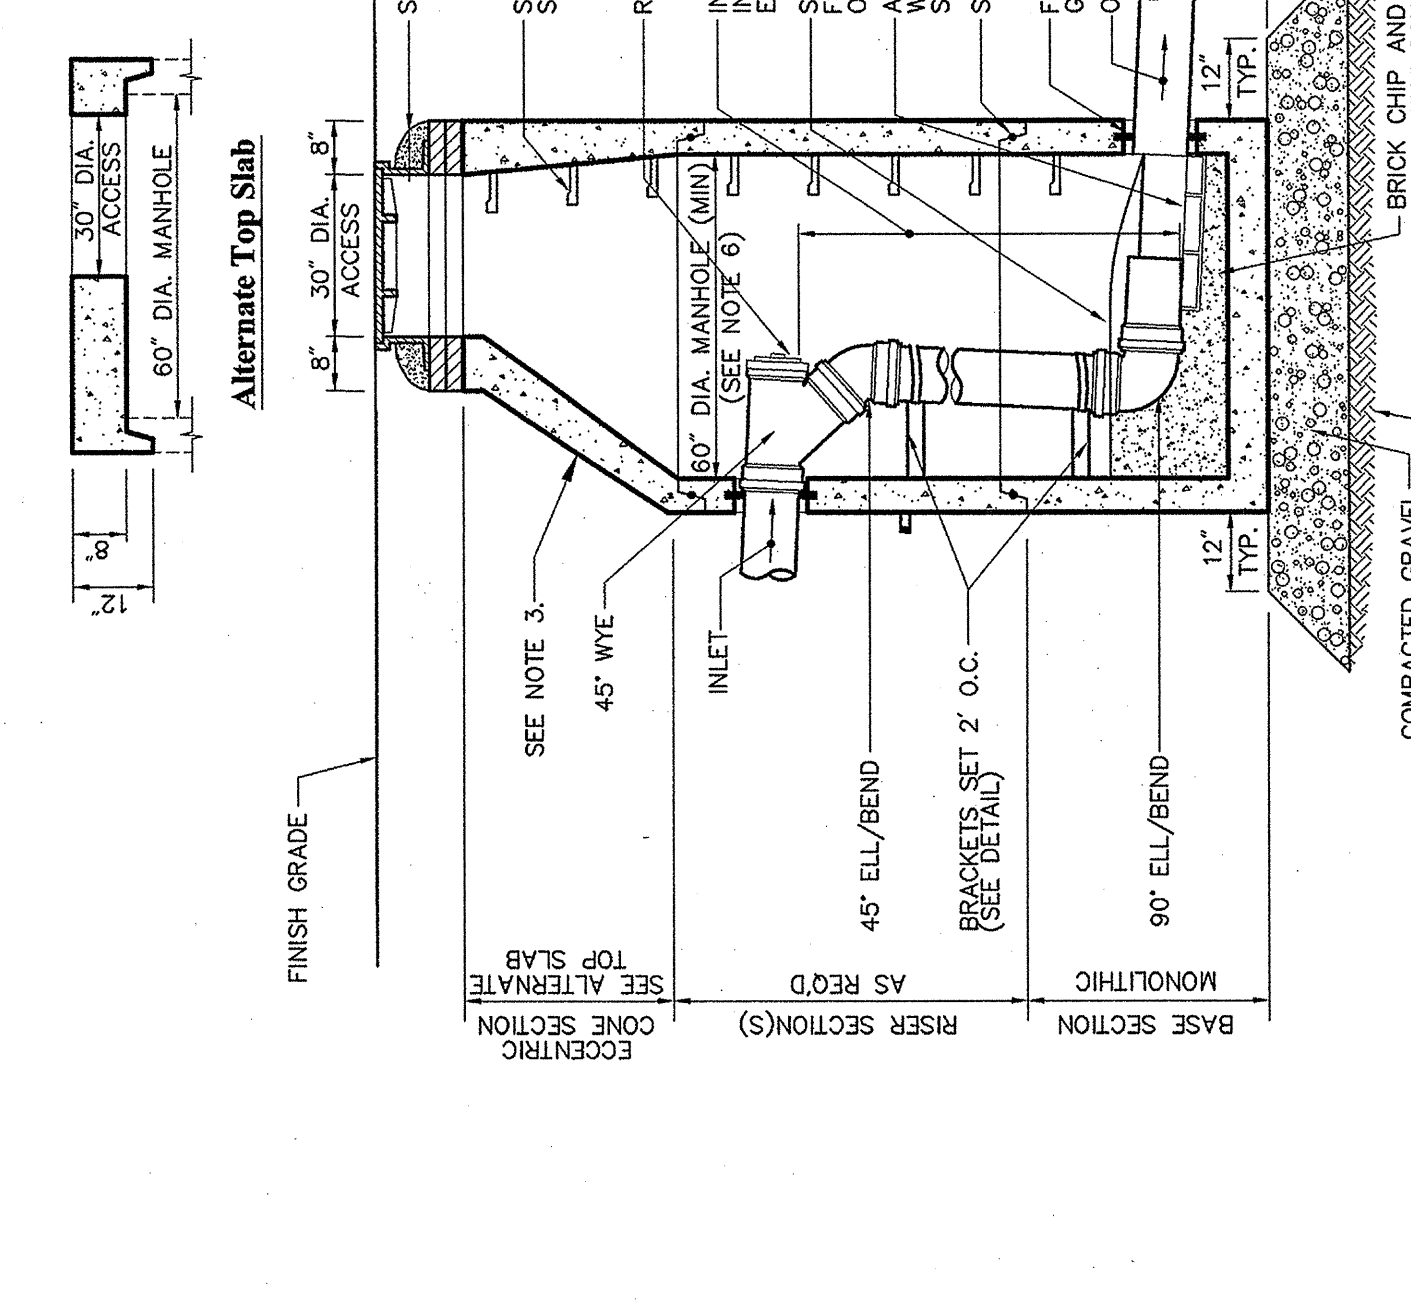 12"
8"
30" DIA.
ACCESS
60" DIA. MANHOLE
Alternate Top Slab
FINISH GRADE
8"
30" DIA.
ACCESS
8"
S
S
S
R
IN
IN
E
S
F
O
A
W
S
S
F
G
O
ECCENTRIC
CONE SECTION
SEE ALTERNATE
TOP SLAB
RISER SECTION(S)
AS REQ'D
BASE SECTION
MONOLITHIC
SEE NOTE 3.
45° WYE
INLET
60" DIA. MANHOLE (MIN)
(SEE NOTE 6)
45° ELL/BEND
BRACKETS SET 2' O.C.
(SEE DETAIL)
90° ELL/BEND
12"
TYP.
12"
TYP.
BRICK CHIP AND
COMPACTED GRAVEL